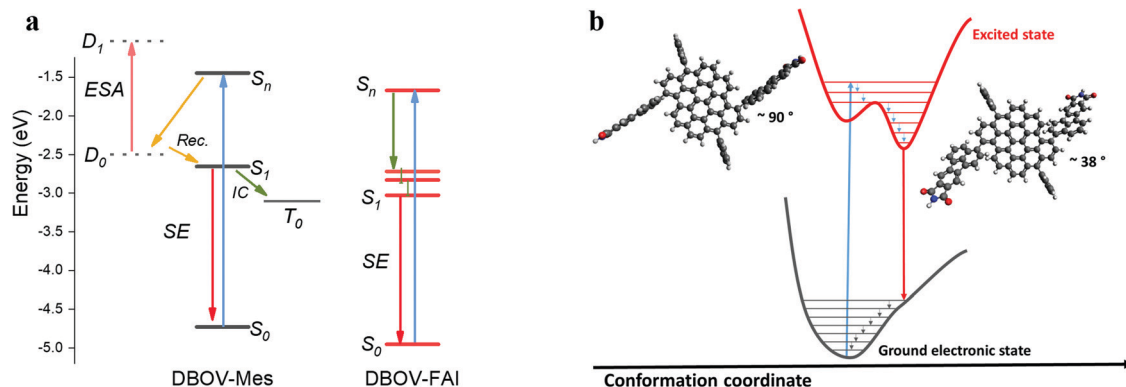 a
Energy (eV)
-1.5
-2.0
-2.5
-3.0
-3.5
-4.0
-4.5
-5.0
D1
ESA
D0
Sn
Rec.
S1
IC
T0
SE
S0
DBOV-Mes
Sn
S1
SE
S0
DBOV-FAI
b
Excited state
~ 90 °
~ 38 °
Ground electronic state
Conformation coordinate